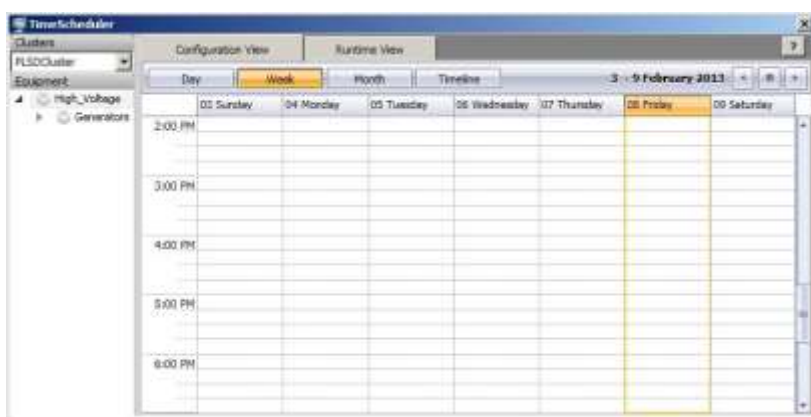 TimeScheduler
Clusters
PLSDCluster
Equipment
High_Voltage
Generators
Configuration View Runtime View ?
Day Week Month Timeline 3 - 9 February 2013
03 Sunday 04 Monday 05 Tuesday 06 Wednesday 07 Thursday 08 Friday 09 Saturday
2:00 PM
3:00 PM
4:00 PM
5:00 PM
6:00 PM